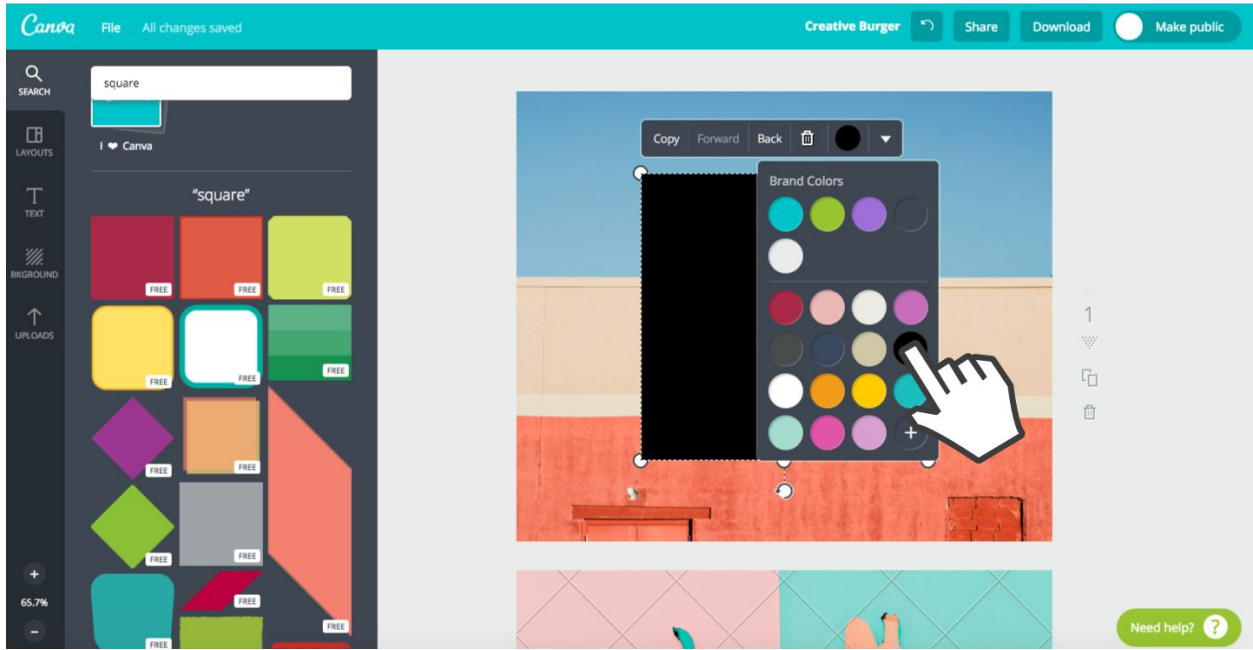 Canva File All changes saved Creative Burger Share Download Make public
SEARCH
square
LAYOUTS
I ❤ Canva
TEXT
"square"
BKGROUND
UPLOADS
FREE FREE FREE
FREE FREE FREE
FREE FREE
FREE FREE
FREE
FREE FREE
+
65.7%
-
Copy Forward Back
Brand Colors
+
1
Need help? ?